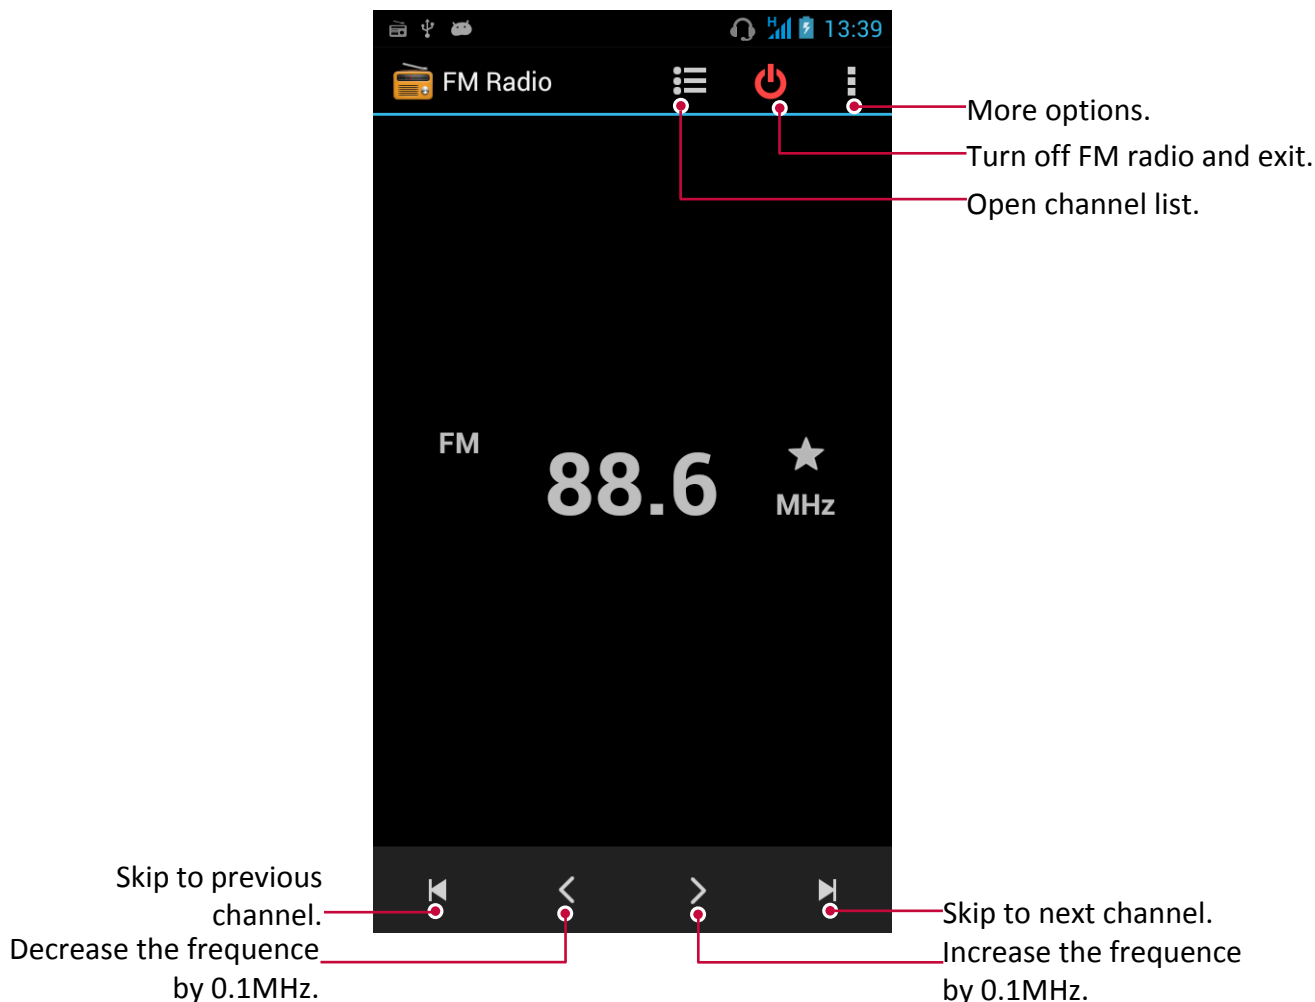 H 13:39
FM Radio
More options.
Turn off FM radio and exit.
Open channel list.
FM
88.6
MHz
Skip to previous
channel.
Decrease the frequence
by 0.1MHz.
Skip to next channel.
Increase the frequence
by 0.1MHz.